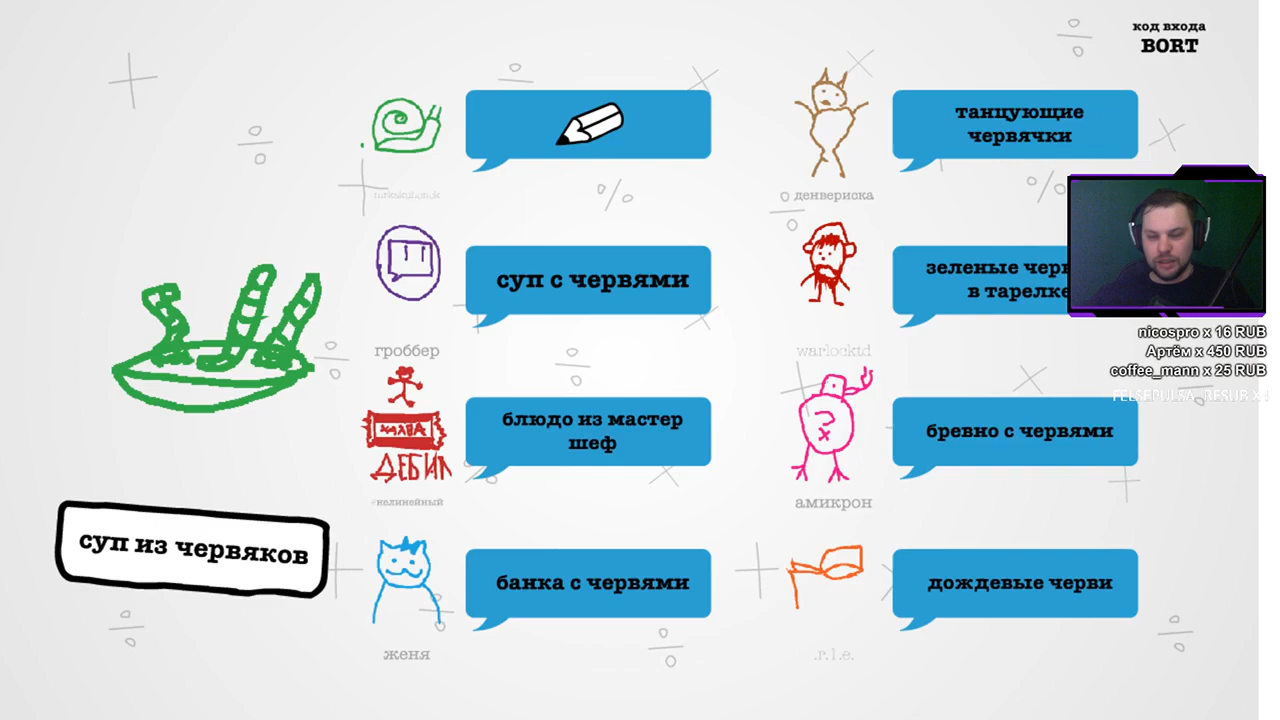 код входа
BORT
танцующие
червячки
денвериска
суп с червями
зеленые
в тарелке
гроббер
warlocktd
nicospro x 16 RUB
Артём x 450 RUB
coffee_mann x 25 RUB
блюдо из мастер
шеф
ХАЛВА
ДЕБИЛ
бревно с червями
#нелинейный
амикрон
суп из червяков
банка с червями
дождевые черви
женя
.r.l.e.